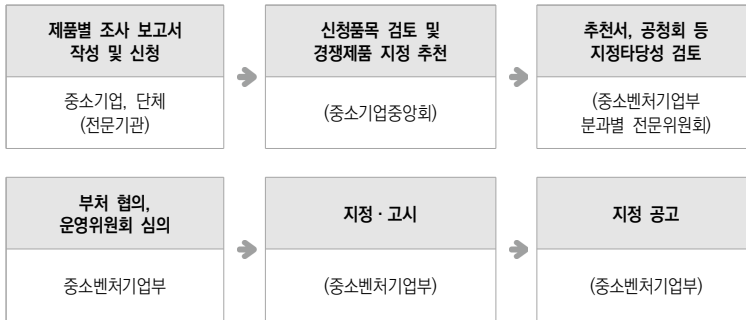 제품별 조사 보고서
작성 및 신청
중소기업, 단체
(전문기관)
신청품목 검토 및
경쟁제품 지정 추천
(중소기업중앙회)
추천서, 공청회 등
지정타당성 검토
(중소벤처기업부
분과별 전문위원회)
부처 협의,
운영위원회 심의
중소벤처기업부
지정 · 고시
(중소벤처기업부)
지정 공고
(중소벤처기업부)